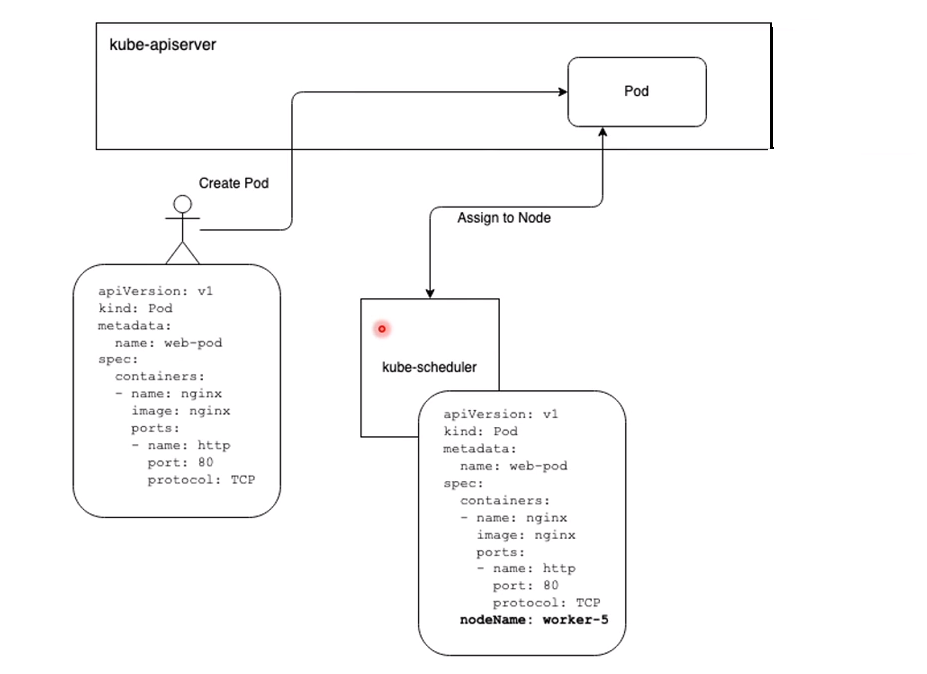 kube-apiserver
Pod
Create Pod
Assign to Node
apiVersion: v1
kind: Pod
metadata:
  name: web-pod
spec:
  containers:
  - name: nginx
    image: nginx
    ports:
    - name: http
      port: 80
      protocol: TCP
kube-scheduler
apiVersion: v1
kind: Pod
metadata:
  name: web-pod
spec:
  containers:
  - name: nginx
    image: nginx
    ports:
    - name: http
      port: 80
      protocol: TCP
  nodeName: worker-5